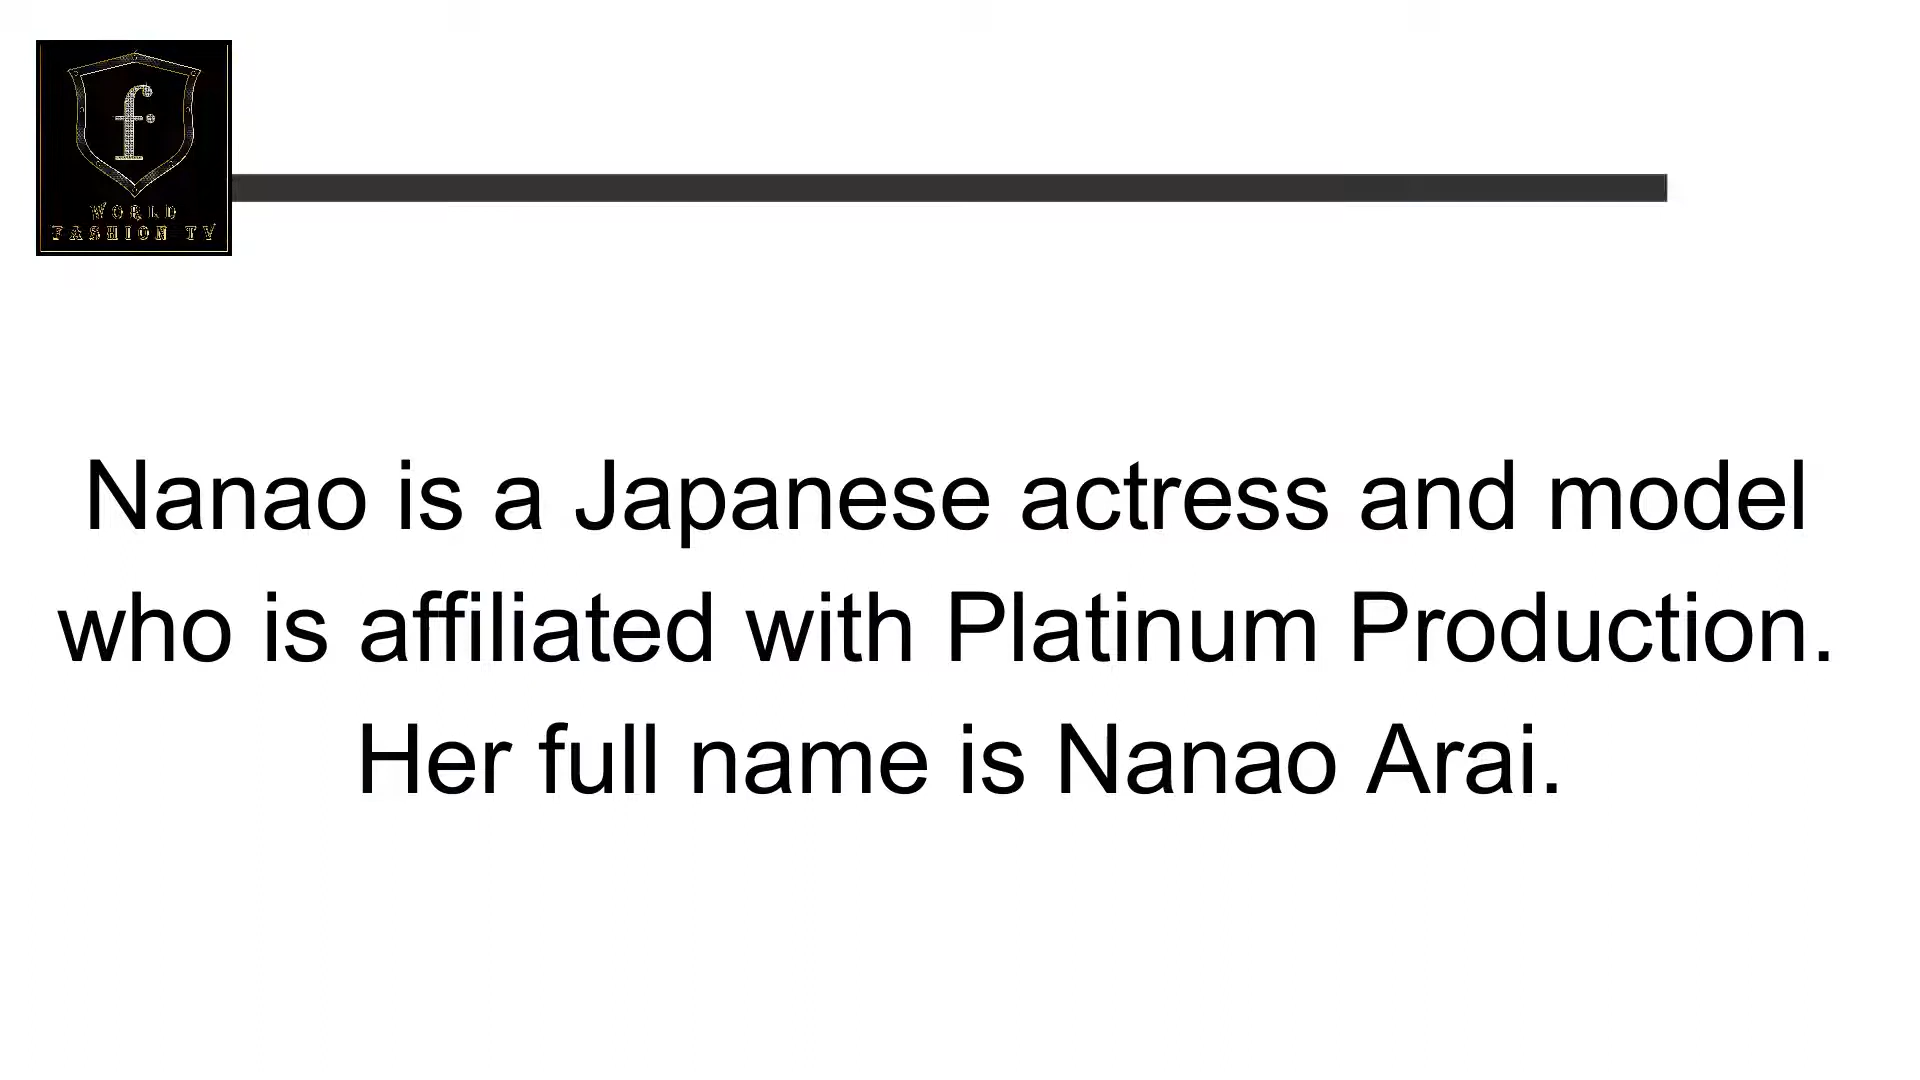 f
WORLD
FASHION TV
Nanao is a Japanese actress and model
who is affiliated with Platinum Production.
Her full name is Nanao Arai.